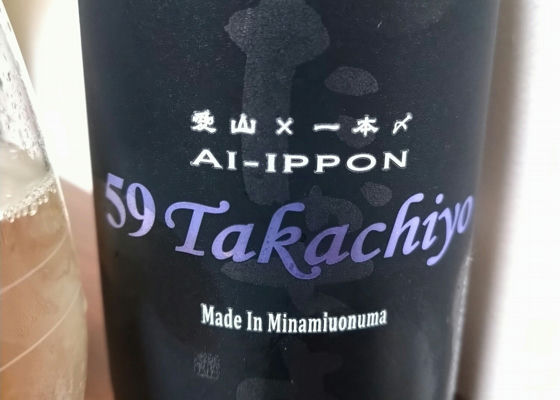 愛山×一本〆
AI-IPPON
59 Takachiyo
Made In Minamiuonuma